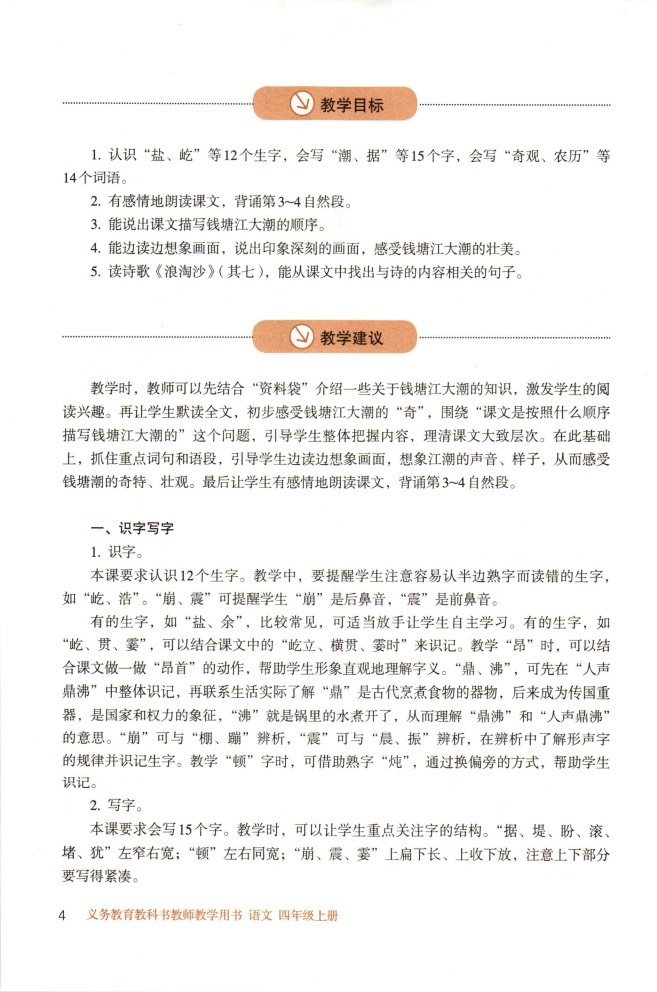 教学目标
1. 认识“盐、屹”等12个生字，会写“潮、据”等15个字，会写“奇观、农历”等
14个词语。
2. 有感情地朗读课文，背诵第3~4自然段。
3. 能说出课文描写钱塘江大潮的顺序。
4. 能边读边想象画面，说出印象深刻的画面，感受钱塘江大潮的壮美。
5. 读诗歌《浪淘沙》（其七），能从课文中找出与诗的内容相关的句子。
教学建议
教学时，教师可以先结合“资料袋”介绍一些关于钱塘江大潮的知识，激发学生的阅
读兴趣。再让学生默读全文，初步感受钱塘江大潮的“奇”，围绕“课文是按照什么顺序
描写钱塘江大潮的”这个问题，引导学生整体把握内容，理清课文大致层次。在此基础
上，抓住重点词句和语段，引导学生边读边想象画面，想象江潮的声音、样子，从而感受
钱塘潮的奇特、壮观。最后让学生有感情地朗读课文，背诵第3~4自然段。
一、识字写字
1. 识字。
本课要求认识12个生字。教学中，要提醒学生注意容易认半边熟字而读错的生字，
如“屹、浩”。“崩、震”可提醒学生“崩”是后鼻音，“震”是前鼻音。
有的生字，如“盐、余”，比较常见，可适当放手让学生自主学习。有的生字，如
“屹、贯、霎”，可以结合课文中的“屹立、横贯、霎时”来识记。教学“昂”时，可以结
合课文做一做“昂首”的动作，帮助学生形象直观地理解字义。“鼎、沸”，可先在“人声
鼎沸”中整体识记，再联系生活实际了解“鼎”是古代烹煮食物的器物，后来成为传国重
器，是国家和权力的象征，“沸”就是锅里的水煮开了，从而理解“鼎沸”和“人声鼎沸”
的意思。“崩”可与“棚、蹦”辨析，“震”可与“晨、振”辨析，在辨析中了解形声字
的规律并识记生字。教学“顿”字时，可借助熟字“炖”，通过换偏旁的方式，帮助学生
识记。
2. 写字。
本课要求会写15个字。教学时，可以让学生重点关注字的结构。“据、堤、盼、滚、
堵、犹”左窄右宽；“顿”左右同宽；“崩、震、霎”上扁下长、上收下放，注意上下部分
要写得紧凑。
4 义务教育教科书教师教学用书 语文 四年级上册